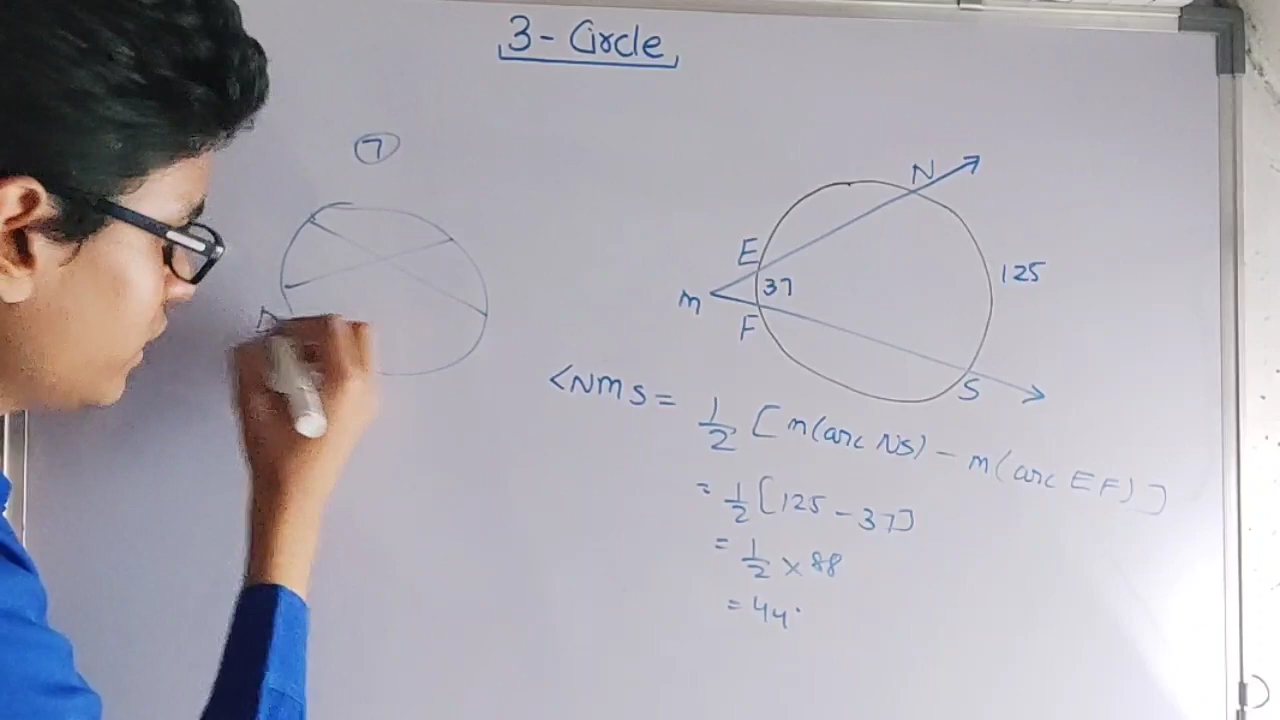 3 - Circle
7
N
E
125
37
M
F
A
S
<NMS = 1/2 [m(arc NS) - m(arc EF)]
= 1/2 [125 - 37]
= 1/2 × 88
= 44°